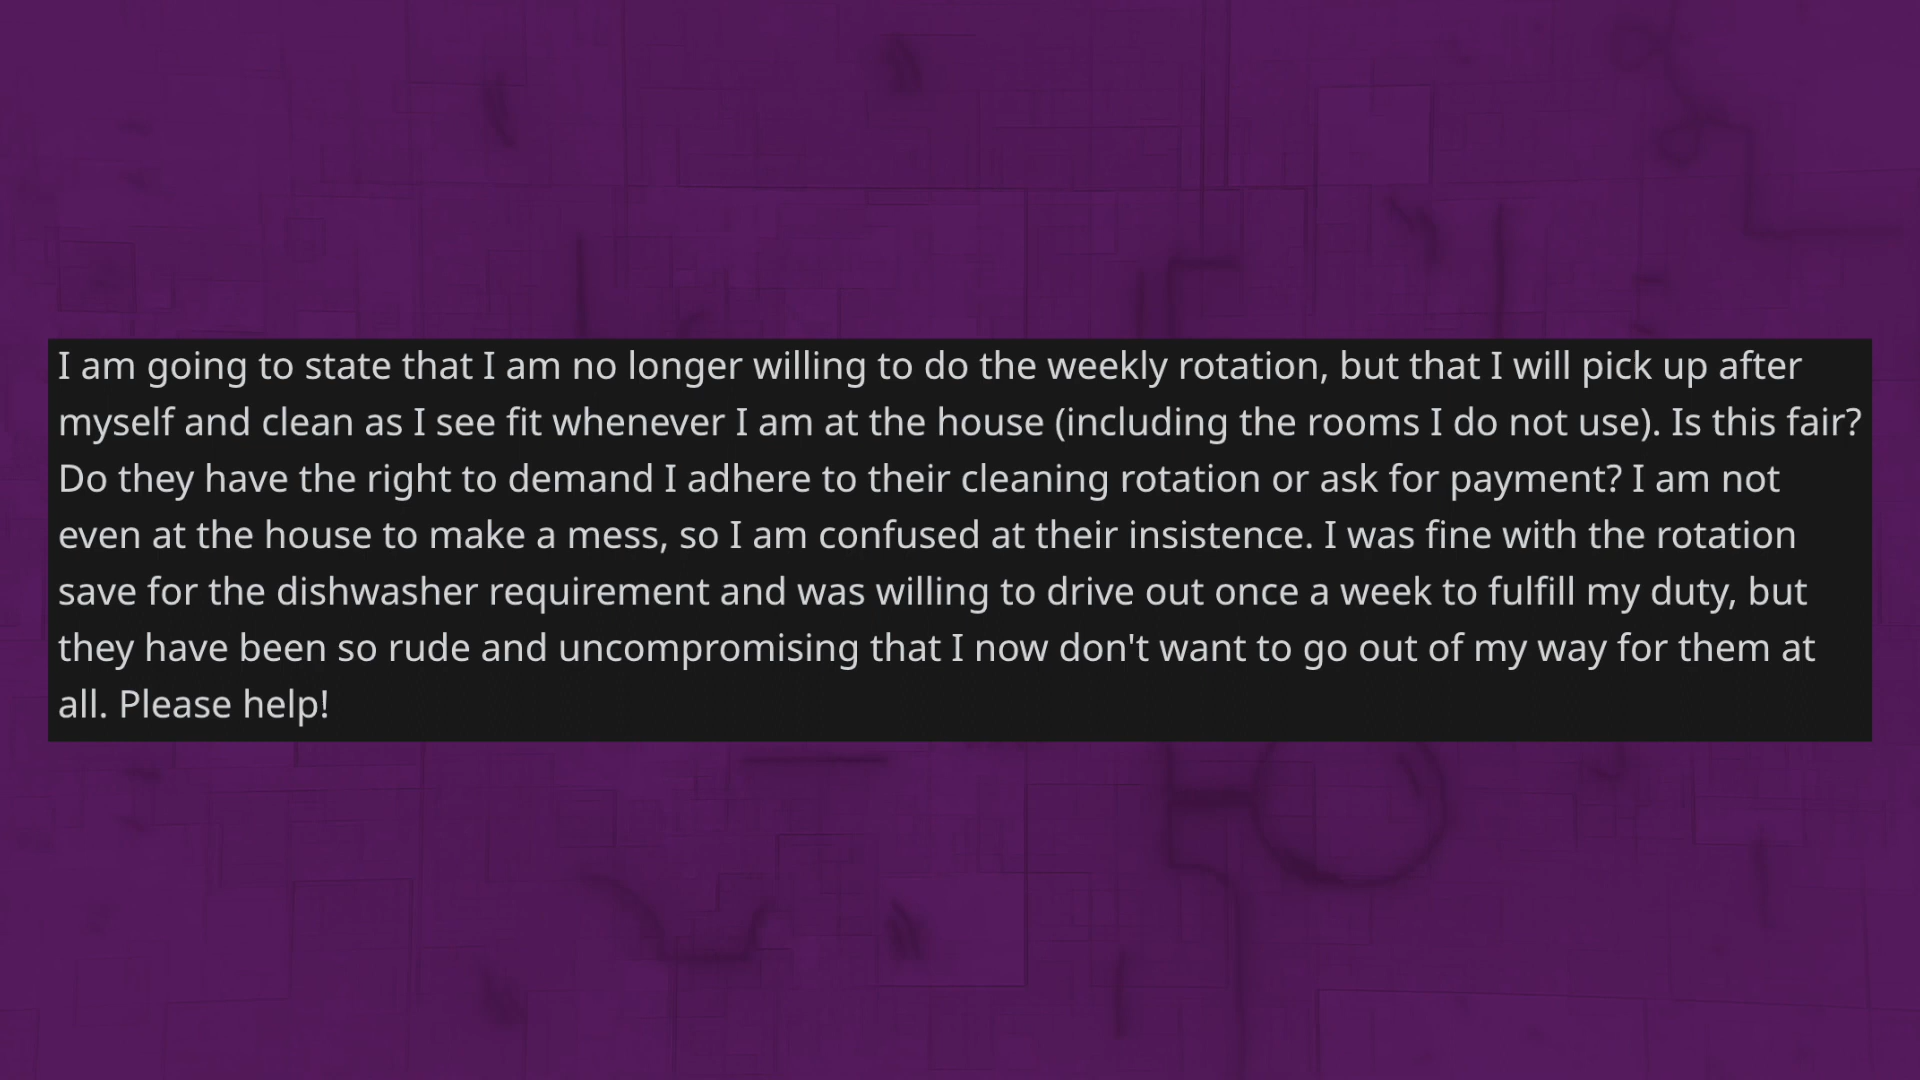 I am going to state that I am no longer willing to do the weekly rotation, but that I will pick up after
myself and clean as I see fit whenever I am at the house (including the rooms I do not use). Is this fair?
Do they have the right to demand I adhere to their cleaning rotation or ask for payment? I am not
even at the house to make a mess, so I am confused at their insistence. I was fine with the rotation
save for the dishwasher requirement and was willing to drive out once a week to fulfill my duty, but
they have been so rude and uncompromising that I now don't want to go out of my way for them at
all. Please help!